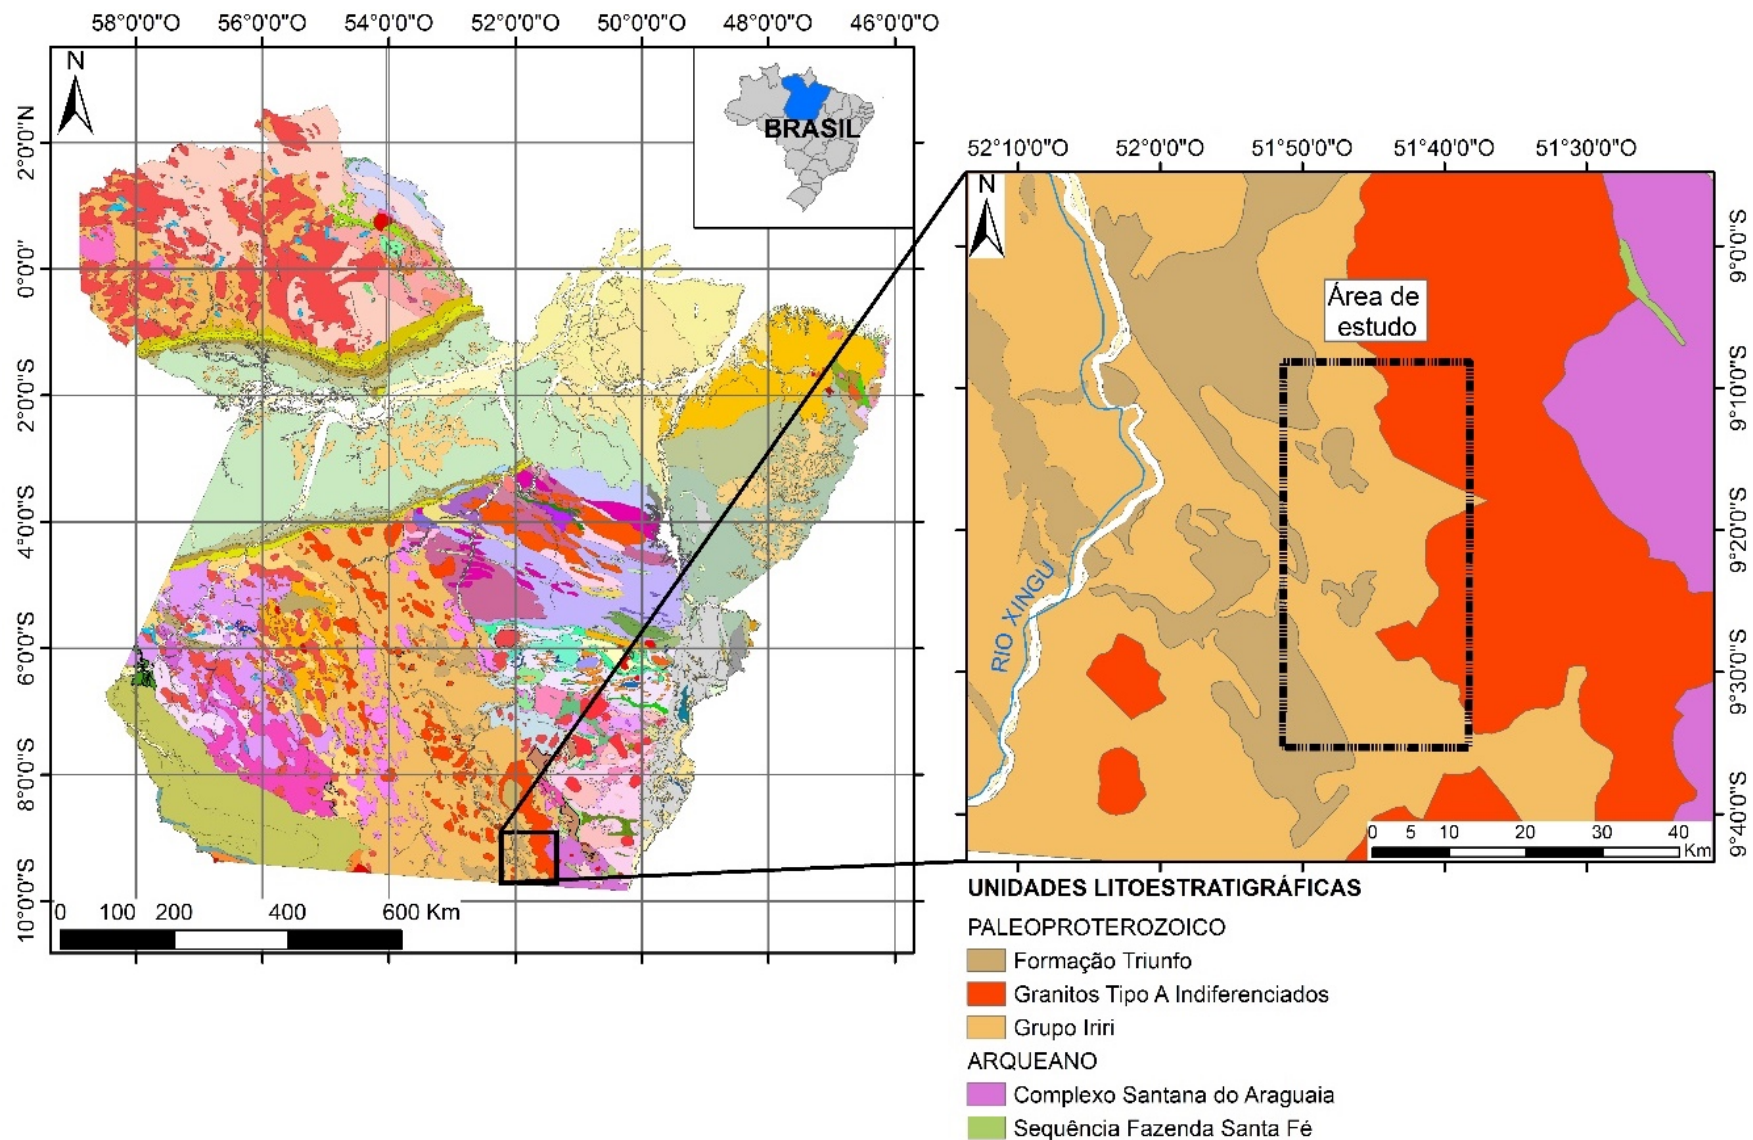 58°0'0"O 56°0'0"O 54°0'0"O 52°0'0"O 50°0'0"O 48°0'0"O 46°0'0"O
N
BRASIL
2°0'0"N
0°0'0"
2°0'0"S
4°0'0"S
6°0'0"S
8°0'0"S
10°0'0"S
0 100 200 400 600 Km
52°10'0"O 52°0'0"O 51°50'0"O 51°40'0"O 51°30'0"O
N
Área de
estudo
RIO XINGU
9°0'0"S
9°10'0"S
9°20'0"S
9°30'0"S
9°40'0"S
0 5 10 20 30 40
Km
UNIDADES LITOESTRATIGRÁFICAS
PALEOPROTEROZOICO
Formação Triunfo
Granitos Tipo A Indiferenciados
Grupo Iriri
ARQUEANO
Complexo Santana do Araguaia
Sequência Fazenda Santa Fé